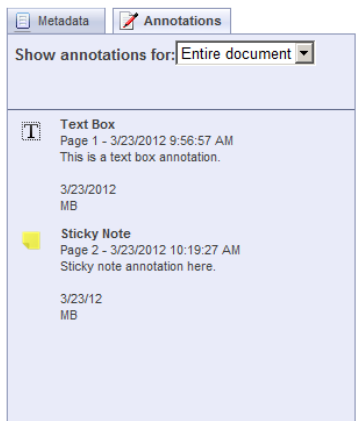 Metadata
Annotations
Show annotations for: Entire document
T
Text Box
Page 1 - 3/23/2012 9:56:57 AM
This is a text box annotation.
3/23/2012
MB
Sticky Note
Page 2 - 3/23/2012 10:19:27 AM
Sticky note annotation here.
3/23/12
MB